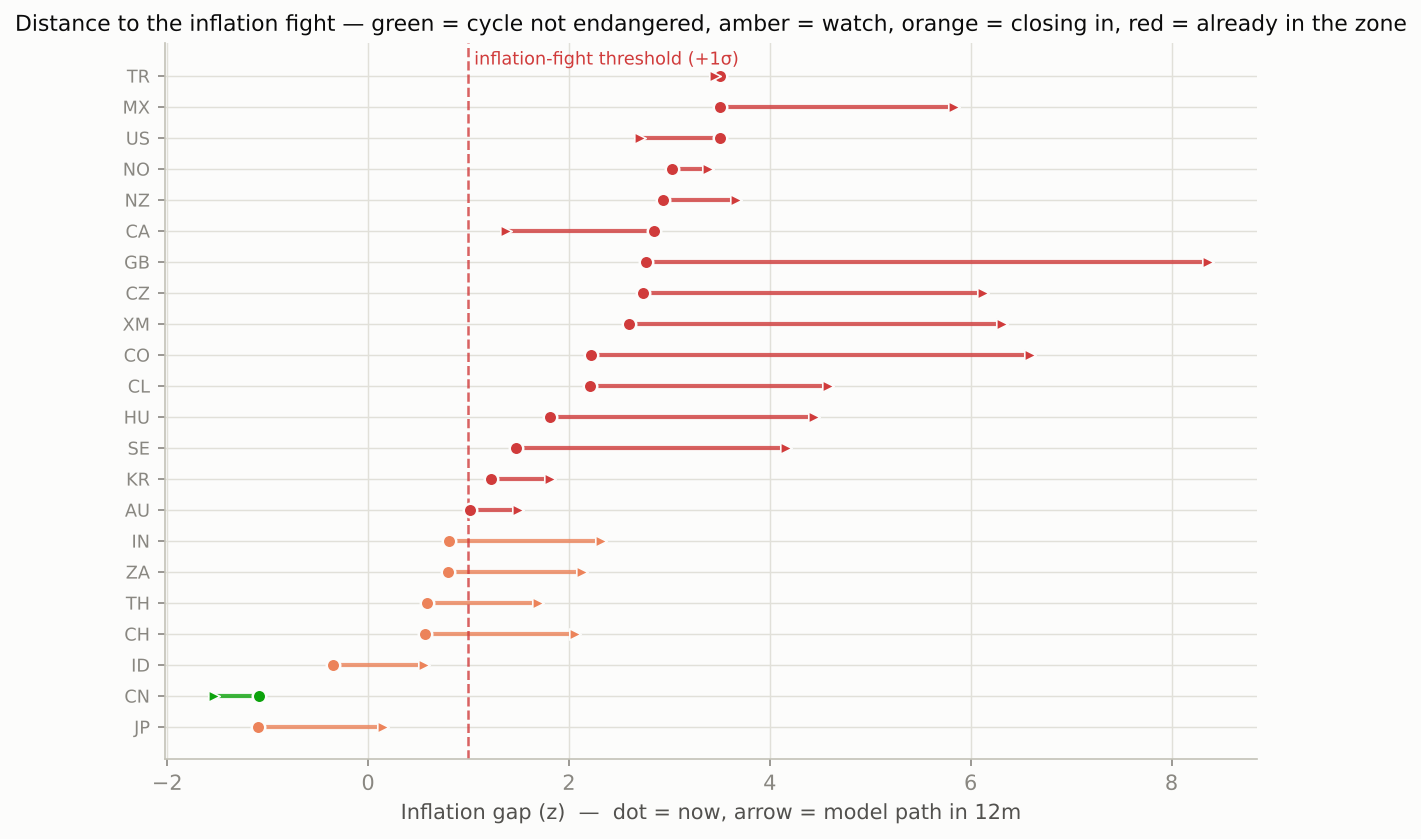 Distance to the inflation fight — green = cycle not endangered, amber = watch, orange = closing in, red = already in the zone
inflation-fight threshold (+1σ)
TR
MX
US
NO
NZ
CA
GB
CZ
XM
CO
CL
HU
SE
KR
AU
IN
ZA
TH
CH
ID
CN
JP
−2 0 2 4 6 8
Inflation gap (z) — dot = now, arrow = model path in 12m